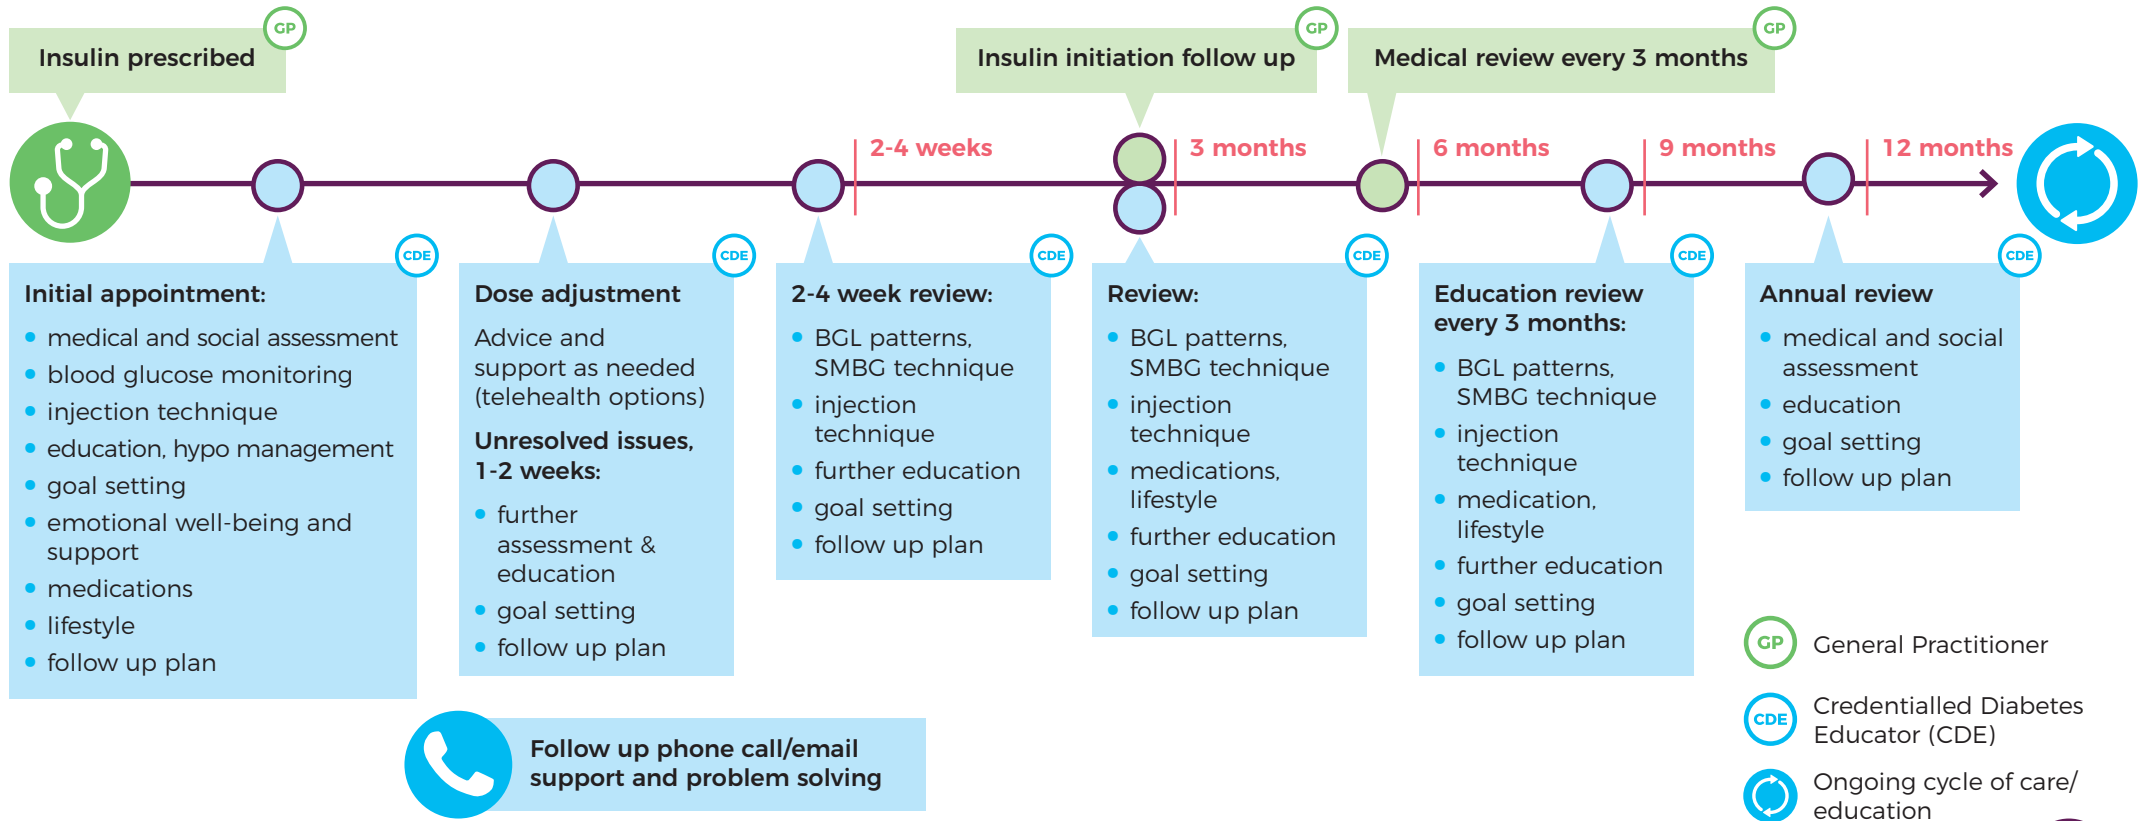 GP
Insulin prescribed
GP
Insulin initiation follow up
GP
Medical review every 3 months
2-4 weeks
3 months
6 months
9 months
12 months
CDE
Initial appointment:
medical and social assessment
blood glucose monitoring
injection technique
education, hypo management
goal setting
emotional well-being and
support
medications
lifestyle
follow up plan
CDE
Dose adjustment
Advice and
support as needed
(telehealth options)
Unresolved issues,
1-2 weeks:
further
assessment &
education
goal setting
follow up plan
CDE
2-4 week review:
BGL patterns,
SMBG technique
injection
technique
further education
goal setting
follow up plan
CDE
Review:
BGL patterns,
SMBG technique
injection
technique
medications,
lifestyle
further education
goal setting
follow up plan
CDE
Education review
every 3 months:
BGL patterns,
SMBG technique
injection
technique
medication,
lifestyle
further education
goal setting
follow up plan
CDE
Annual review
medical and social
assessment
education
goal setting
follow up plan
Follow up phone call/email
support and problem solving
GP
General Practitioner
CDE
Credentialled Diabetes
Educator (CDE)
Ongoing cycle of care/
education